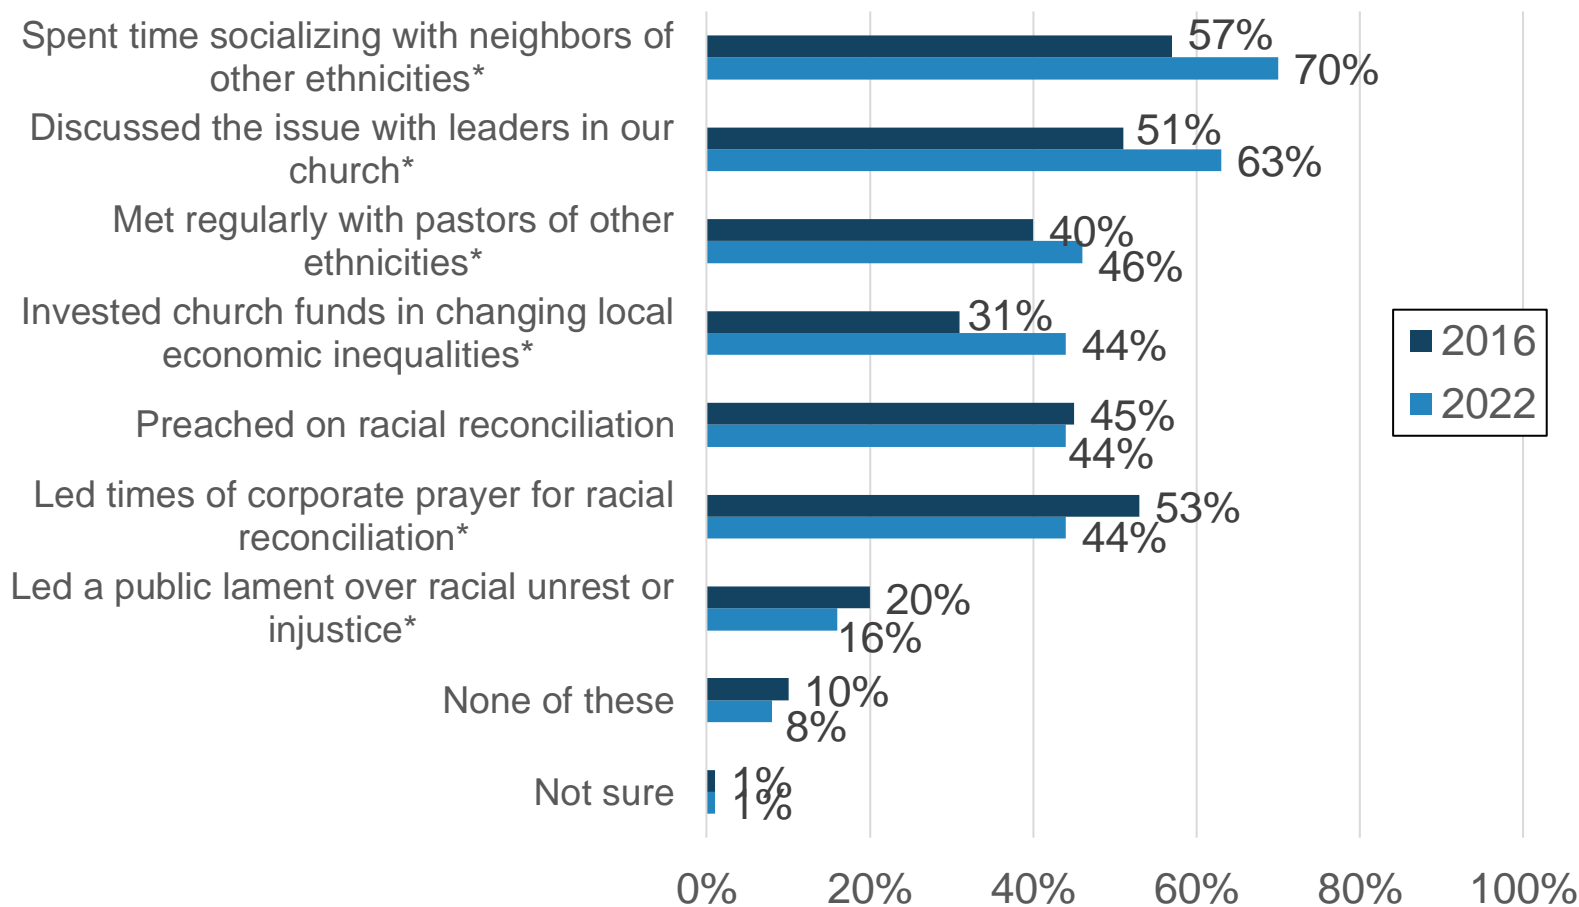 Spent time socializing with neighbors of
other ethnicities*
57%
70%
Discussed the issue with leaders in our
church*
51%
63%
Met regularly with pastors of other
ethnicities*
40%
46%
Invested church funds in changing local
economic inequalities*
31%
44%
Preached on racial reconciliation
45%
44%
Led times of corporate prayer for racial
reconciliation*
53%
44%
Led a public lament over racial unrest or
injustice*
20%
16%
None of these
10%
8%
Not sure
1%
1%
2016
2022
0% 20% 40% 60% 80% 100%